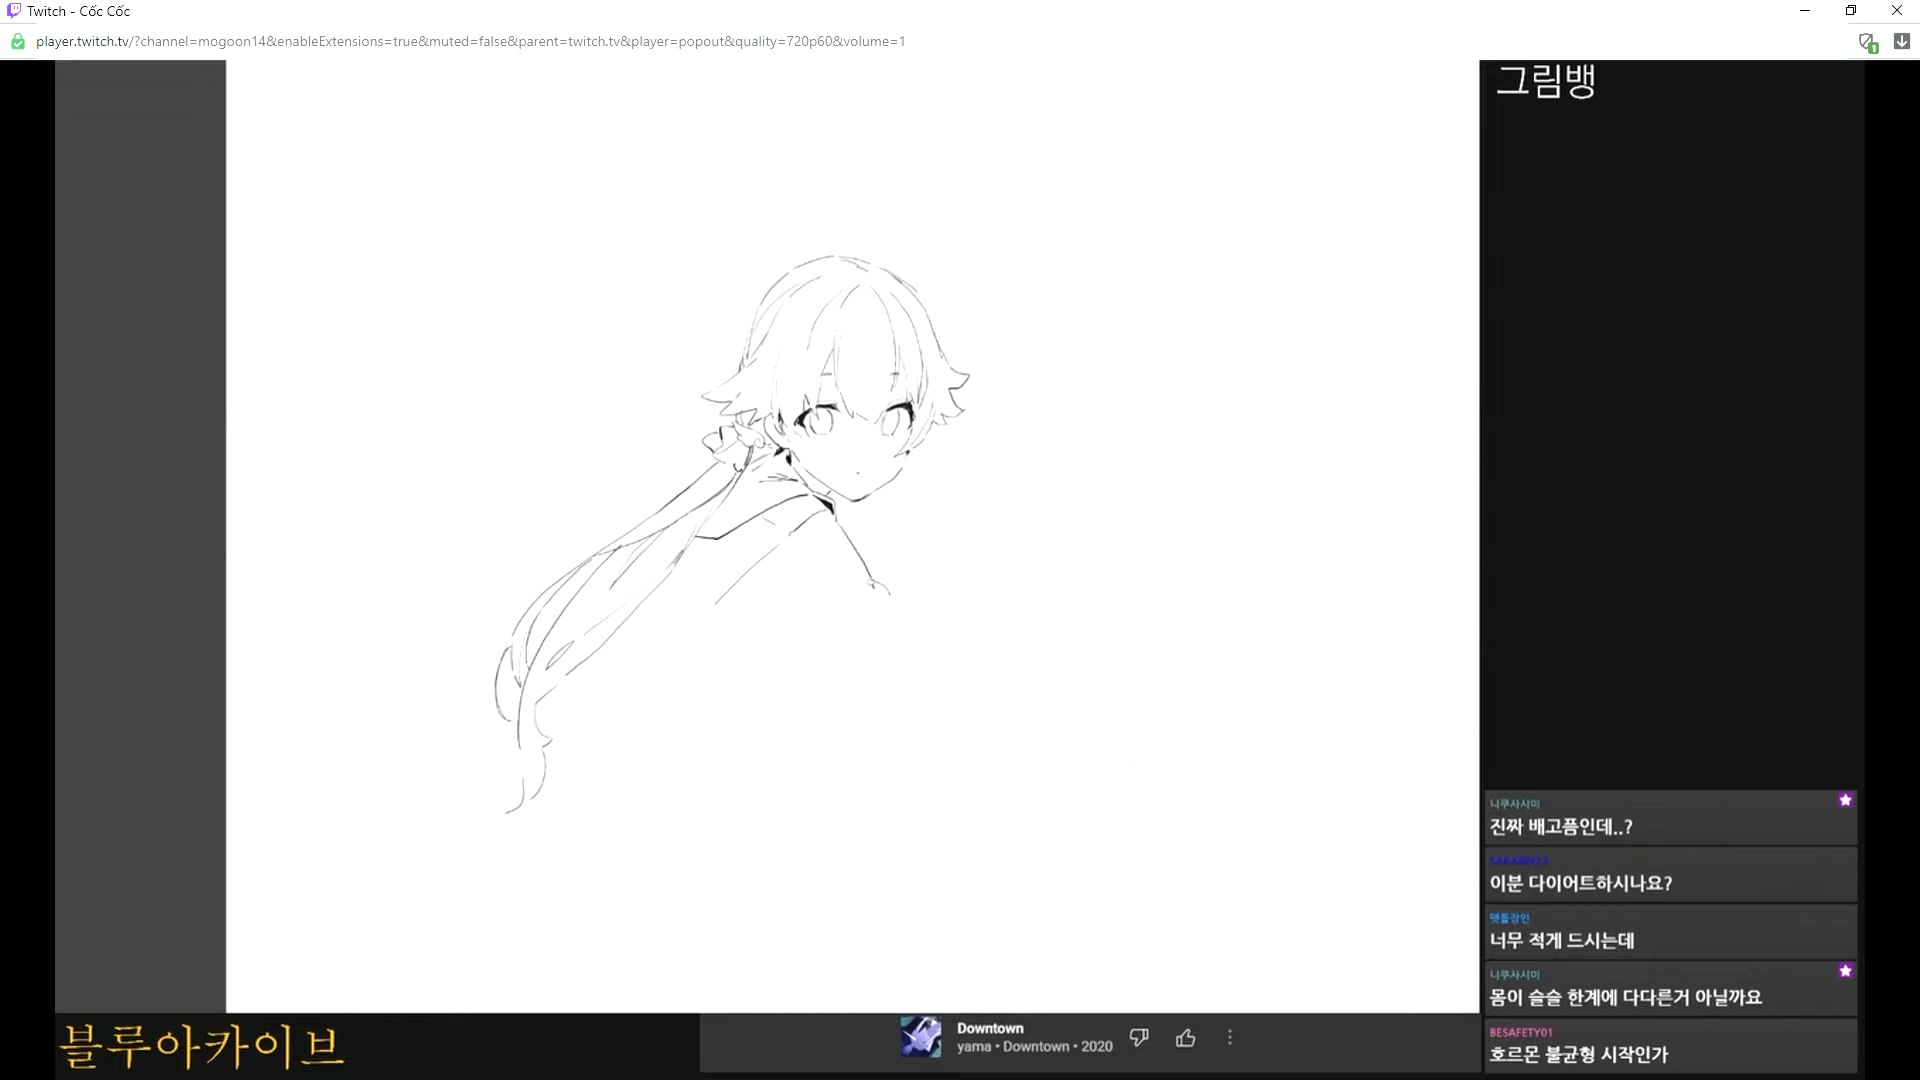 Twitch - Cốc Cốc
player.twitch.tv/?channel=mogoon14&enableExtensions=true&muted=false&parent=twitch.tv&player=popout&quality=720p60&volume=1
1
그림뱅
니쿠사시미
진짜 배고픔인데..?
이분 다이어트하시나요?
맷돌장인
너무 적게 드시는데
니쿠사시미
몸이 슬슬 한계에 다다른거 아닐까요
BESAFETY01
호르몬 불균형 시작인가
블루아카이브
Downtown
yama • Downtown • 2020